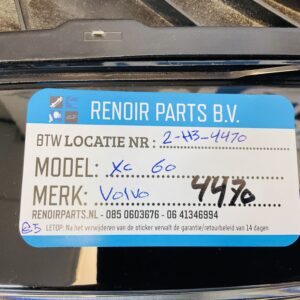 RENOIR PARTS B.V.
BTW LOCATIE NR: 2-H3-4470
MODEL: XC 60
MERK: Volvo 4470
RENOIRPARTS.NL - 085 0603676 - 06 41346994
LETOP: Na het verwijderen van de sticker vervalt de garantie/retourbeleid van 14 dagen